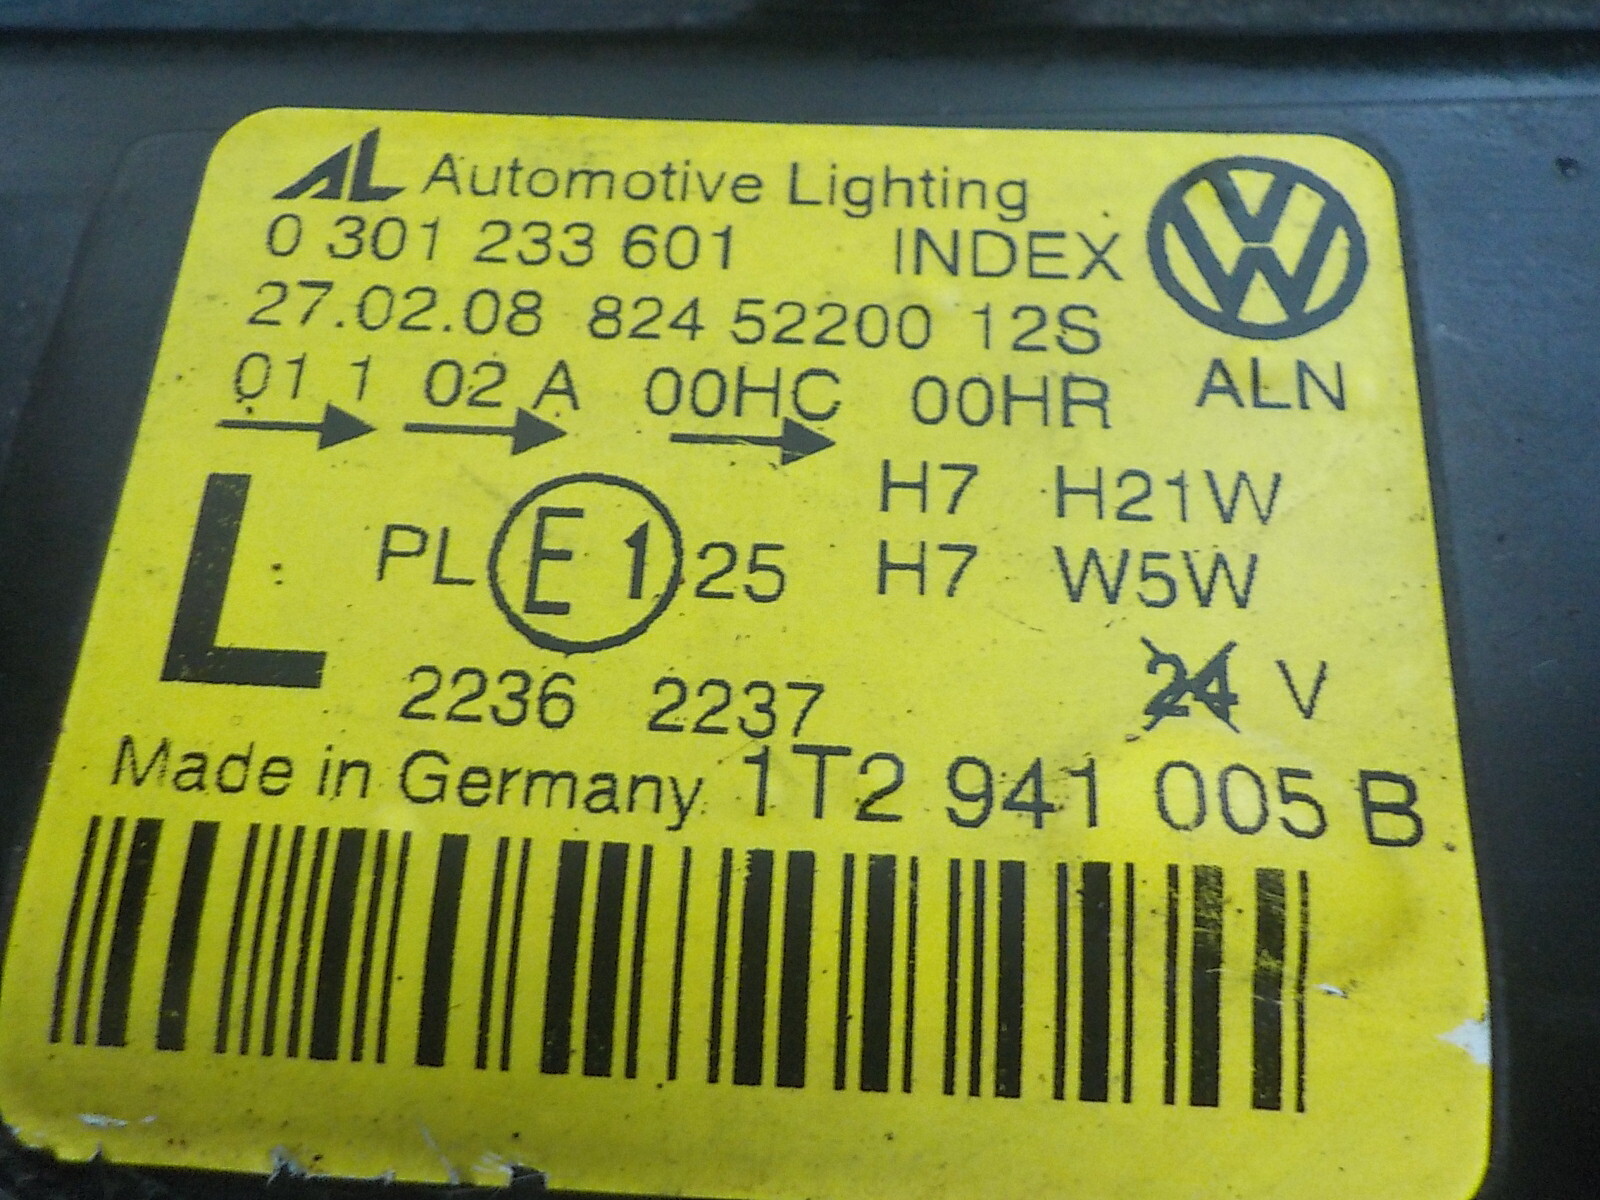 AL Automotive Lighting
0 301 233 601 INDEX
27.02.08 824 52200 12S
01 1 02 A 00HC 00HR ALN
H7 H21W
L PL E1 25 H7 W5W
2236 2237 24 V
Made in Germany 1T2 941 005 B